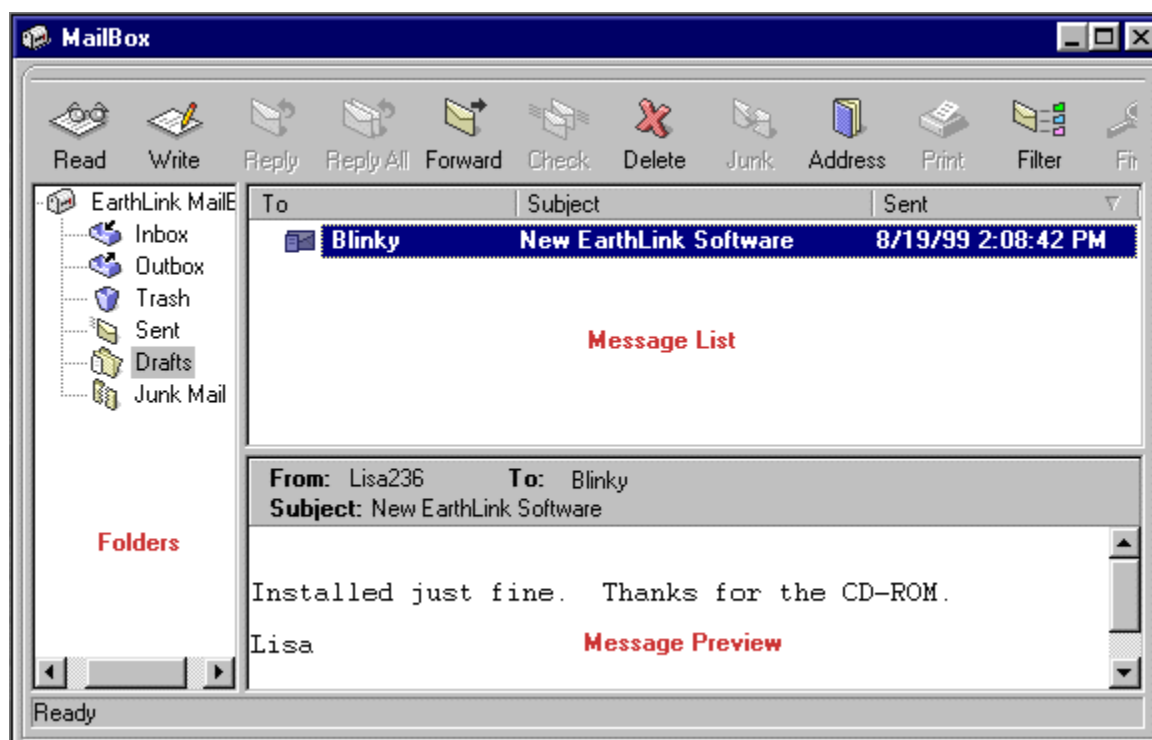 MailBox
Read Write Reply Reply All Forward Check Delete Junk Address Print Filter
EarthLink MailB
Inbox
Outbox
Trash
Sent
Drafts
Junk Mail
Folders
To Subject Sent
Blinky New EarthLink Software 8/19/99 2:08:42 PM
Message List
From: Lisa236 To: Blinky
Subject: New EarthLink Software
Installed just fine. Thanks for the CD-ROM.
Lisa
Message Preview
Ready